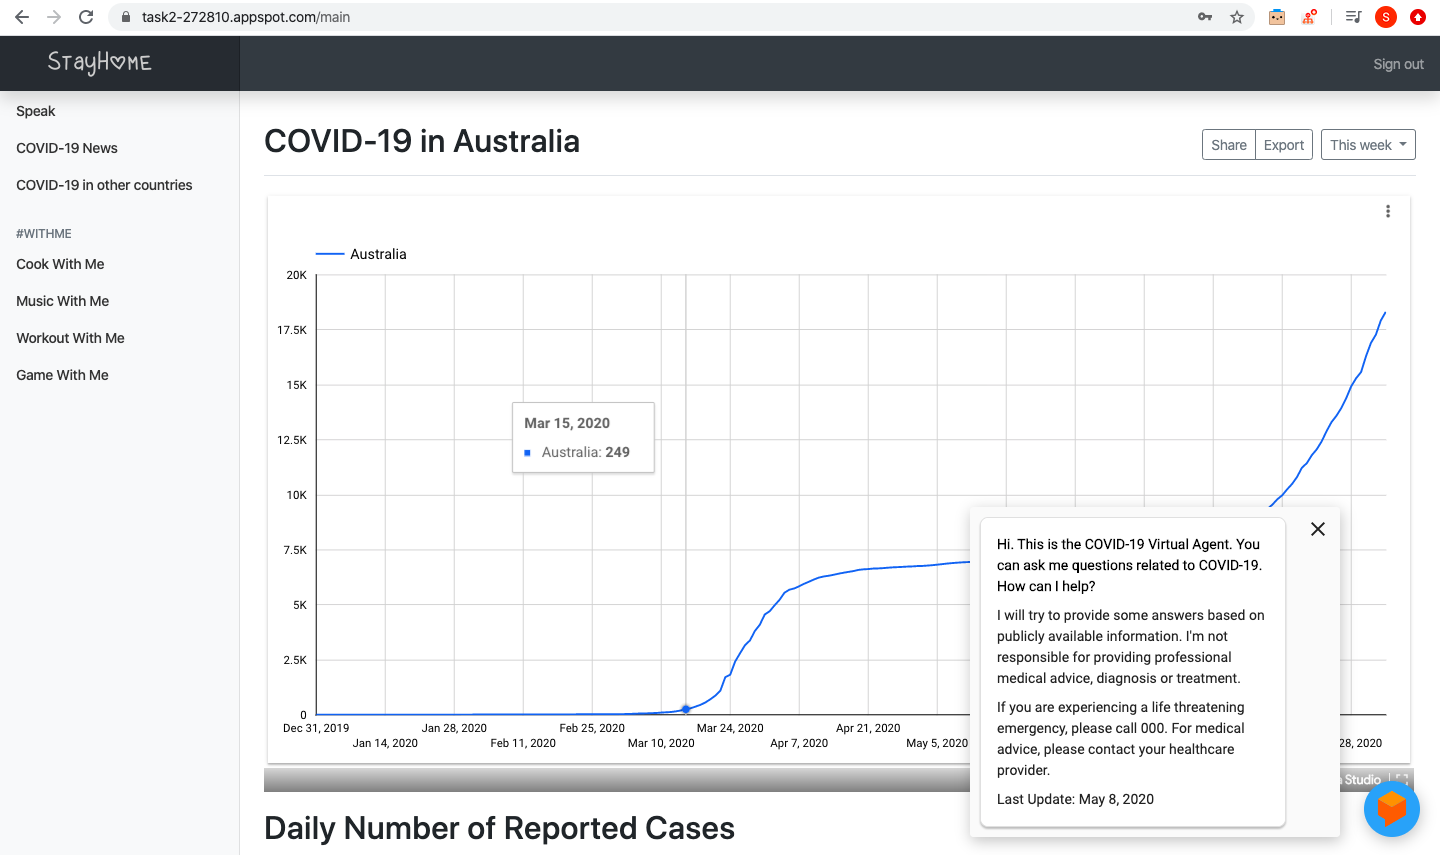 task2-272810.appspot.com/main
S
StayHome
Sign out
Speak
COVID-19 News
COVID-19 in other countries
#WITHME
Cook With Me
Music With Me
Workout With Me
Game With Me
COVID-19 in Australia
Share
Export
This week
Australia
20K
17.5K
15K
12.5K
10K
7.5K
5K
2.5K
0
Mar 15, 2020
Australia: 249
Dec 31, 2019
Jan 14, 2020
Jan 28, 2020
Feb 11, 2020
Feb 25, 2020
Mar 10, 2020
Mar 24, 2020
Apr 7, 2020
Apr 21, 2020
May 5, 2020
28, 2020
Hi. This is the COVID-19 Virtual Agent. You
can ask me questions related to COVID-19.
How can I help?
I will try to provide some answers based on
publicly available information. I'm not
responsible for providing professional
medical advice, diagnosis or treatment.
If you are experiencing a life threatening
emergency, please call 000. For medical
advice, please contact your healthcare
provider.
Last Update: May 8, 2020
Studio
Daily Number of Reported Cases